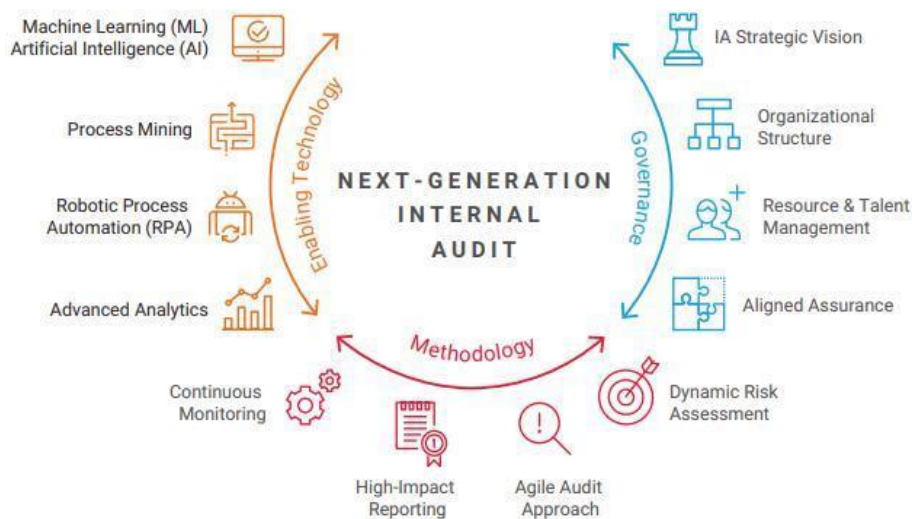 Machine Learning (ML)
Artificial Intelligence (AI)
Process Mining
Robotic Process
Automation (RPA)
Advanced Analytics
Enabling Technology
NEXT-GENERATION
INTERNAL
AUDIT
Governance
IA Strategic Vision
Organizational
Structure
Resource & Talent
Management
Aligned Assurance
Methodology
Continuous
Monitoring
High-Impact
Reporting
Agile Audit
Approach
Dynamic Risk
Assessment